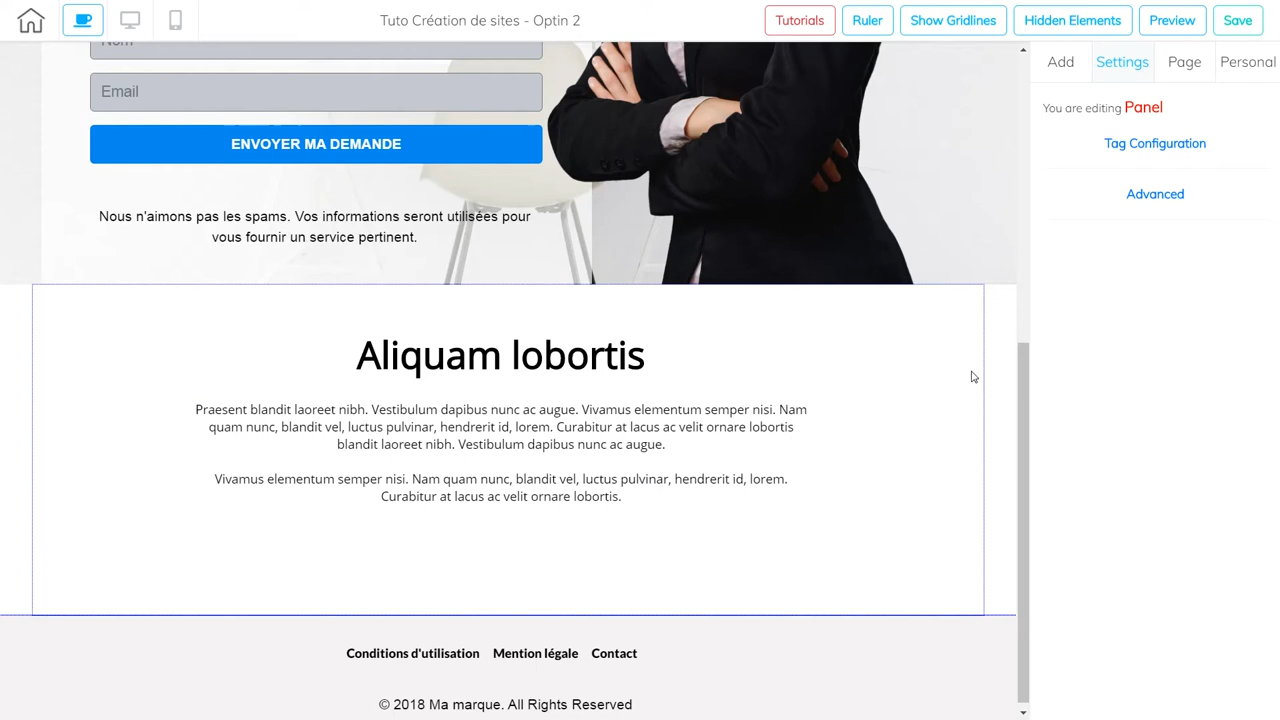 Tuto Création de sites - Optin 2
Tutorials
Ruler
Show Gridlines
Hidden Elements
Preview
Save
Add
Settings
Page
Personal
You are editing Panel
Tag Configuration
Advanced
Nom
Email
ENVOYER MA DEMANDE
Nous n'aimons pas les spams. Vos informations seront utilisées pour
vous fournir un service pertinent.
Aliquam lobortis
Praesent blandit laoreet nibh. Vestibulum dapibus nunc ac augue. Vivamus elementum semper nisi. Nam
quam nunc, blandit vel, luctus pulvinar, hendrerit id, lorem. Curabitur at lacus ac velit ornare lobortis
blandit laoreet nibh. Vestibulum dapibus nunc ac augue.
Vivamus elementum semper nisi. Nam quam nunc, blandit vel, luctus pulvinar, hendrerit id, lorem.
Curabitur at lacus ac velit ornare lobortis.
Conditions d'utilisation Mention légale Contact
© 2018 Ma marque. All Rights Reserved